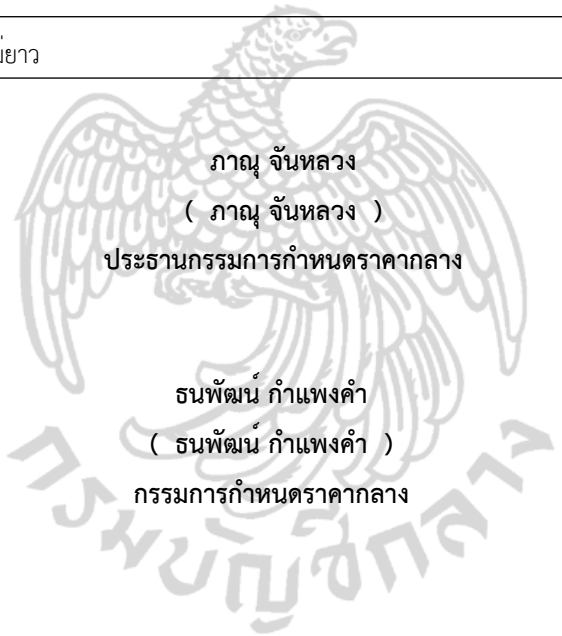 ภาณุ จันหลวง
( ภาณุ จันหลวง )
ประธานกรรมการกำหนดราคากลาง
ธนพัฒน์ กำแพงคำ
( ธนพัฒน์ กำแพงคำ )
กรรมการกำหนดราคากลาง
กรมบัญชีกลาง